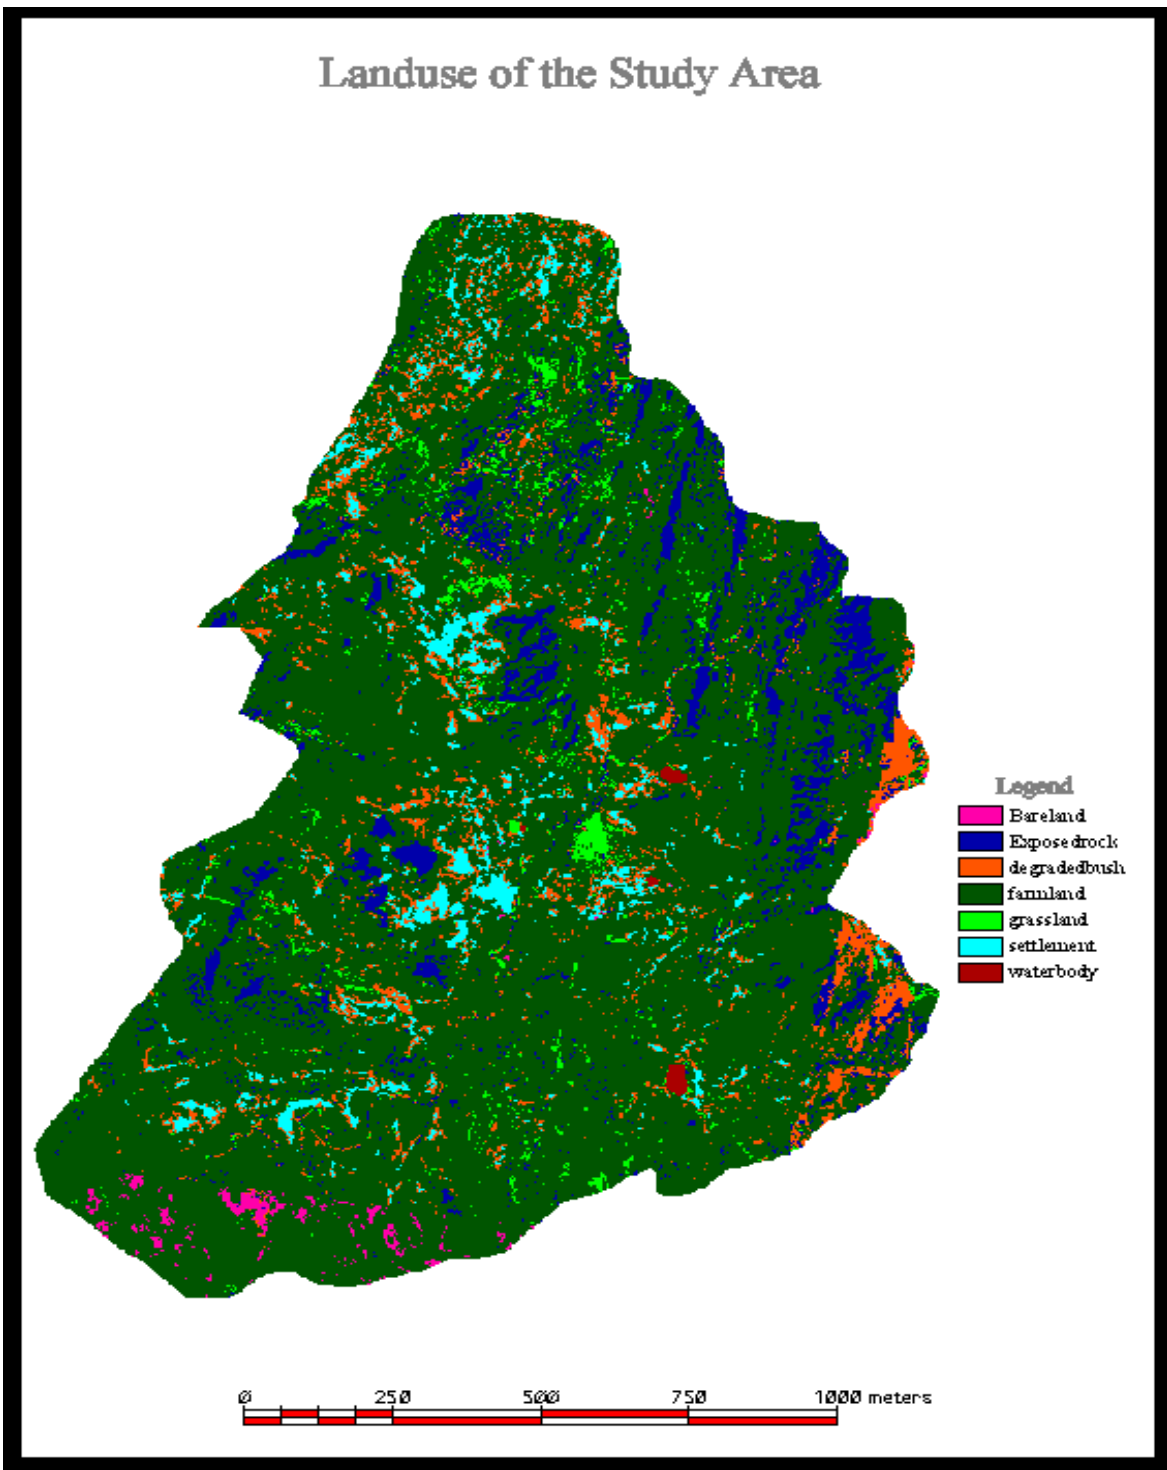 Landuse of the Study Area
Legend
Bareland
Exposedrock
degradedbush
farmland
grassland
settlement
waterbody
0 250 500 750 1000 meters